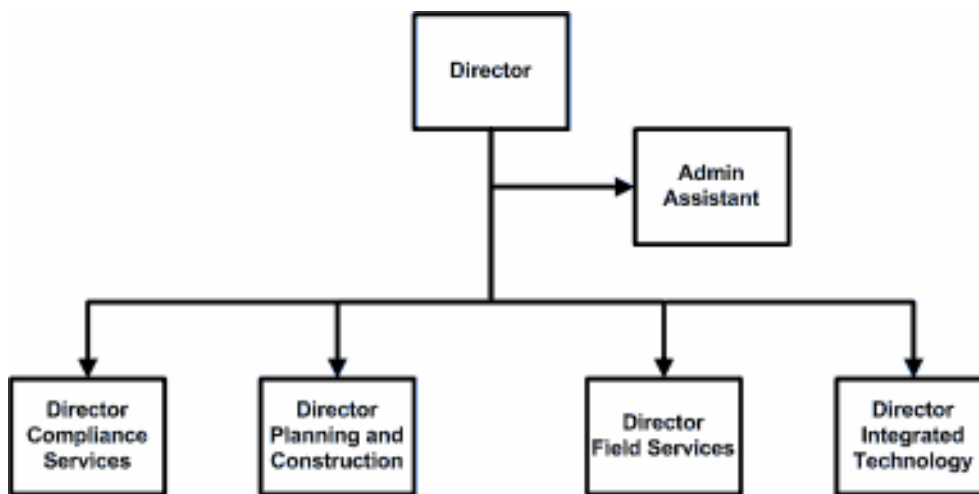 Director
Admin
Assistant
Director
Compliance
Services
Director
Planning and
Construction
Director
Field Services
Director
Integrated
Technology